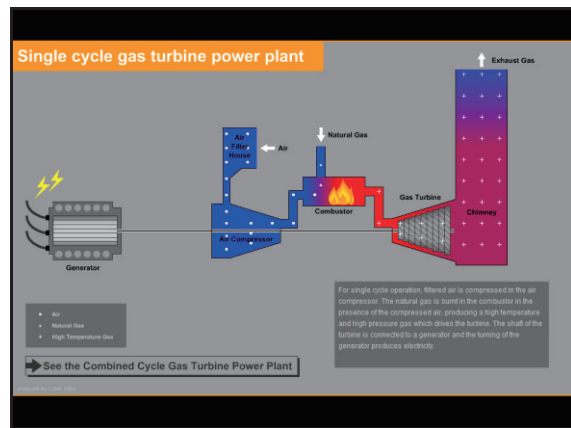 Single cycle gas turbine power plant
Exhaust Gas
Natural Gas
Air
Filter
House
Air
Gas Turbine
Combustor
Chimney
Air Compressor
Generator
For single cycle operation, filtered air is compressed in the air
compressor. The natural gas is burnt in the combustor in the
presence of the compressed air, producing a high temperature
and high pressure gas which drives the turbine. The shaft of the
turbine is connected to a generator and the turning of the
generator produces electricity.
Air
Natural Gas
High Temperature Gas
See the Combined Cycle Gas Turbine Power Plant
produced by